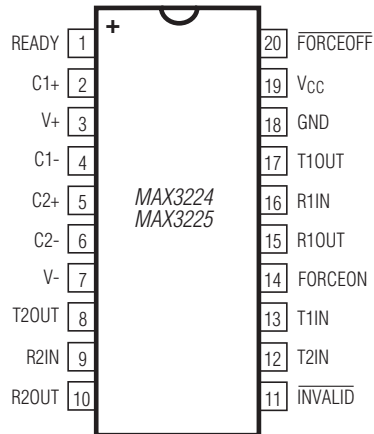 +
READY 1 20 FORCEOFF
C1+ 2 19 VCC
V+ 3 18 GND
C1- 4 17 T1OUT
C2+ 5 MAX3224 16 R1IN
MAX3225
C2- 6 15 R1OUT
V- 7 14 FORCEON
T2OUT 8 13 T1IN
R2IN 9 12 T2IN
R2OUT 10 11 INVALID